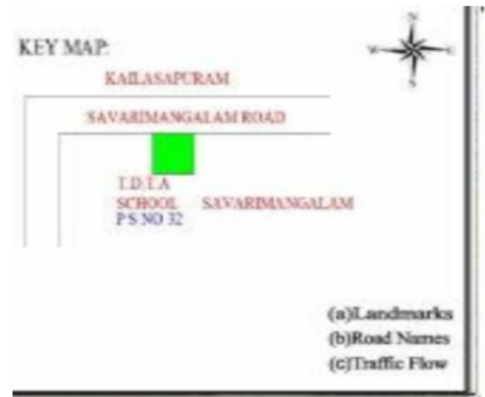 N
KEY MAP:
W E
S
KAILASAPURAM
SAVARIMANGALAM ROAD
T.D.T.A
SCHOOL SAVARIMANGALAM
P S NO 32
(a)Landmarks
(b)Road Names
(c)Traffic Flow